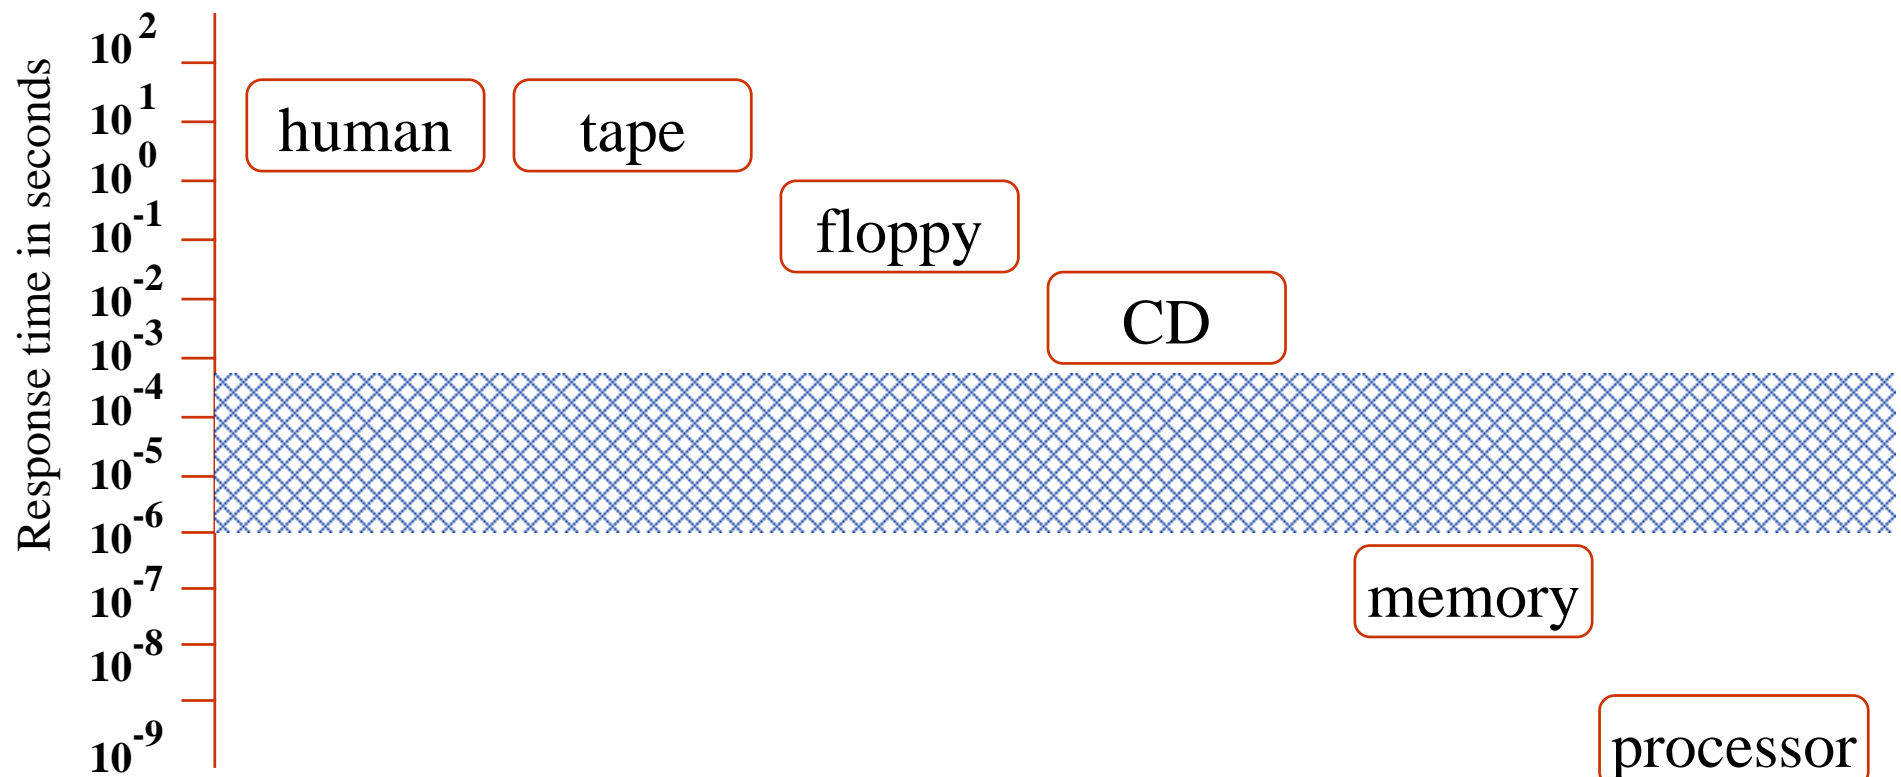 Response time in seconds
10^2
10^1
human
tape
10^0
10^-1
floppy
10^-2
CD
10^-3
10^-4
10^-5
10^-6
10^-7
memory
10^-8
10^-9
processor